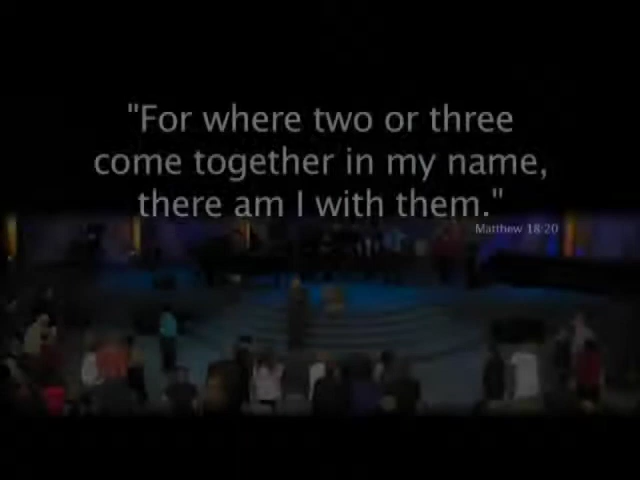 "For where two or three
come together in my name,
there am I with them."
Matthew 18:20